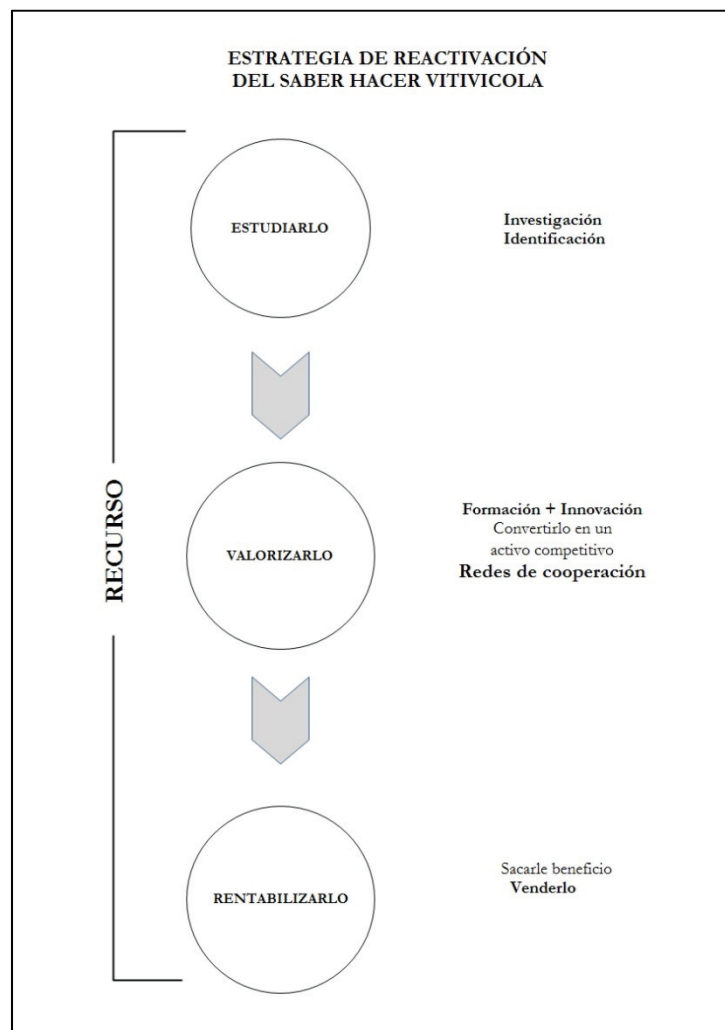 ESTRATEGIA DE REACTIVACIÓN
DEL SABER HACER VITIVICOLA
RECURSO
ESTUDIARLO
Investigación
Identificación
VALORIZARLO
Formación + Innovación
Convertirlo en un
activo competitivo
Redes de cooperación
RENTABILIZARLO
Sacarle beneficio
Venderlo